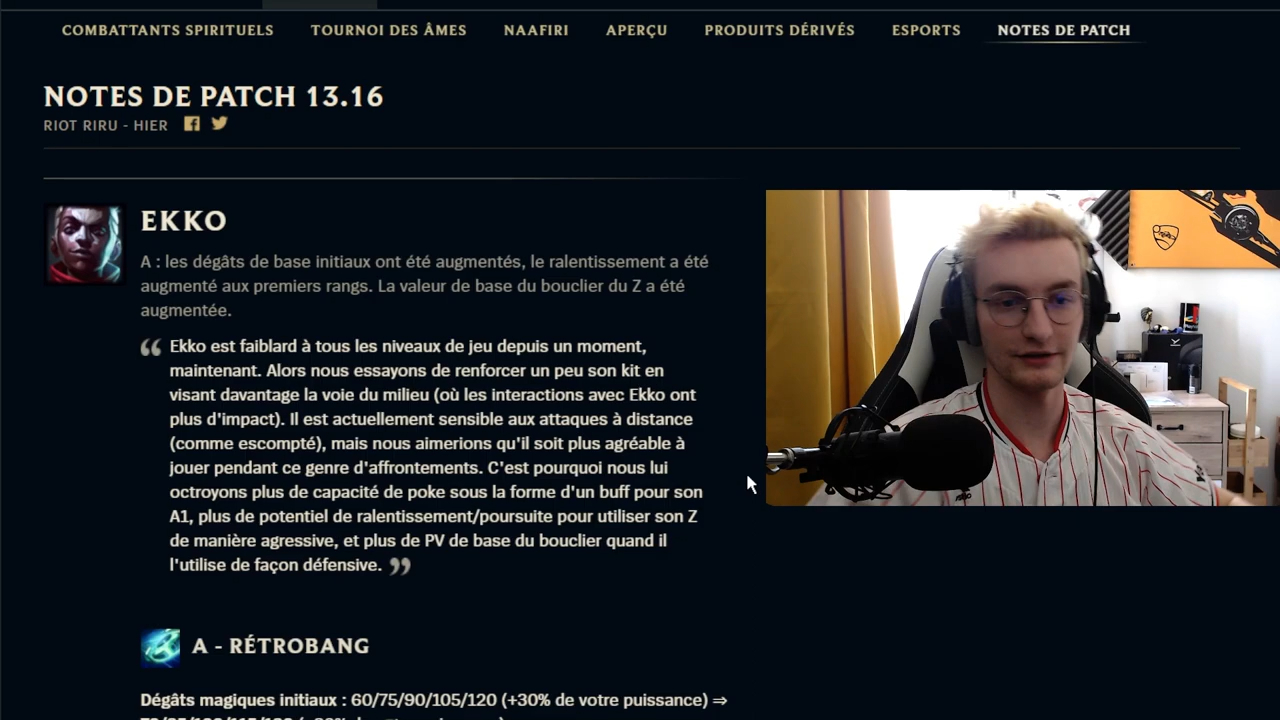 COMBATTANTS SPIRITUELS TOURNOI DES ÂMES NAAFIRI APERÇU PRODUITS DÉRIVÉS ESPORTS NOTES DE PATCH
NOTES DE PATCH 13.16
RIOT RIRU - HIER
EKKO
A : les dégâts de base initiaux ont été augmentés, le ralentissement a été
augmenté aux premiers rangs. La valeur de base du bouclier du Z a été
augmentée.
“ Ekko est faiblard à tous les niveaux de jeu depuis un moment,
maintenant. Alors nous essayons de renforcer un peu son kit en
visant davantage la voie du milieu (où les interactions avec Ekko ont
plus d'impact). Il est actuellement sensible aux attaques à distance
(comme escompté), mais nous aimerions qu'il soit plus agréable à
jouer pendant ce genre d'affrontements. C'est pourquoi nous lui
octroyons plus de capacité de poke sous la forme d'un buff pour son
A1, plus de potentiel de ralentissement/poursuite pour utiliser son Z
de manière agressive, et plus de PV de base du bouclier quand il
l'utilise de façon défensive. ”
A - RÉTROBANG
Dégâts magiques initiaux : 60/75/90/105/120 (+30% de votre puissance) ⇒